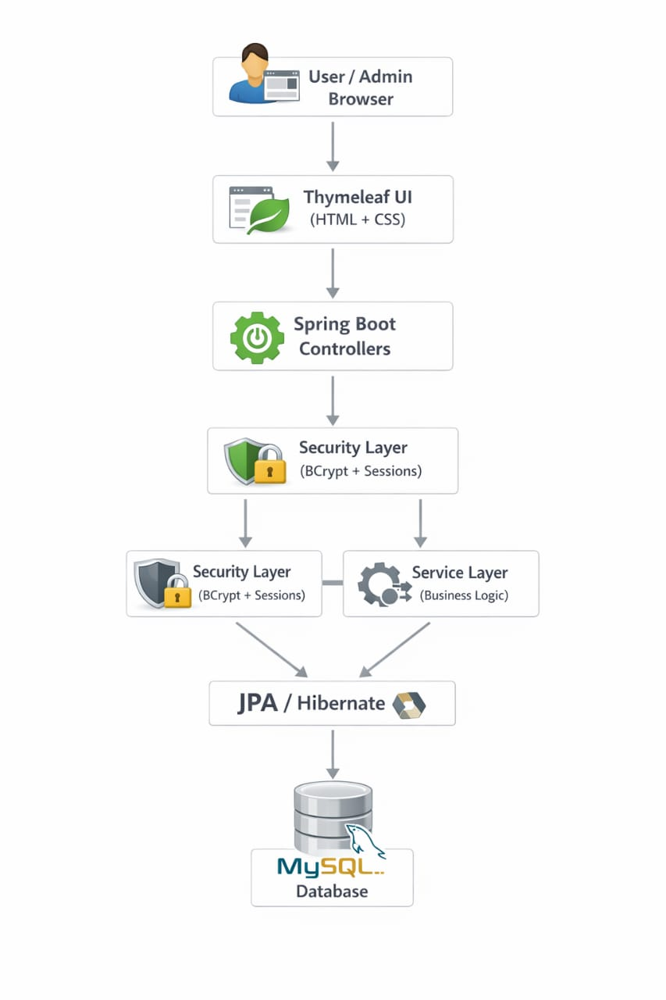 User / Admin
Browser
Thymeleaf UI
(HTML + CSS)
Spring Boot
Controllers
Security Layer
(BCrypt + Sessions)
Security Layer
(BCrypt + Sessions)
Service Layer
(Business Logic)
JPA / Hibernate
MySQL..
Database